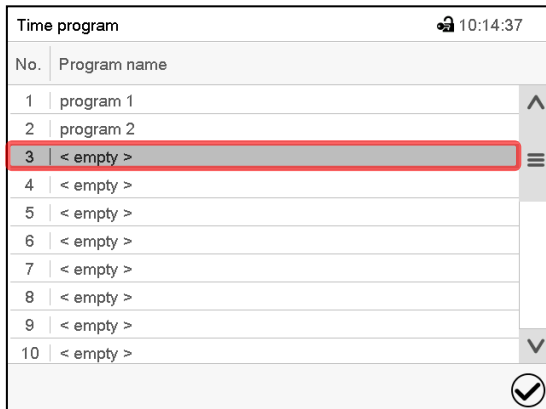 Time program 10:14:37
No. Program name
1 program 1
2 program 2
3 < empty >
4 < empty >
5 < empty >
6 < empty >
7 < empty >
8 < empty >
9 < empty >
10 < empty >